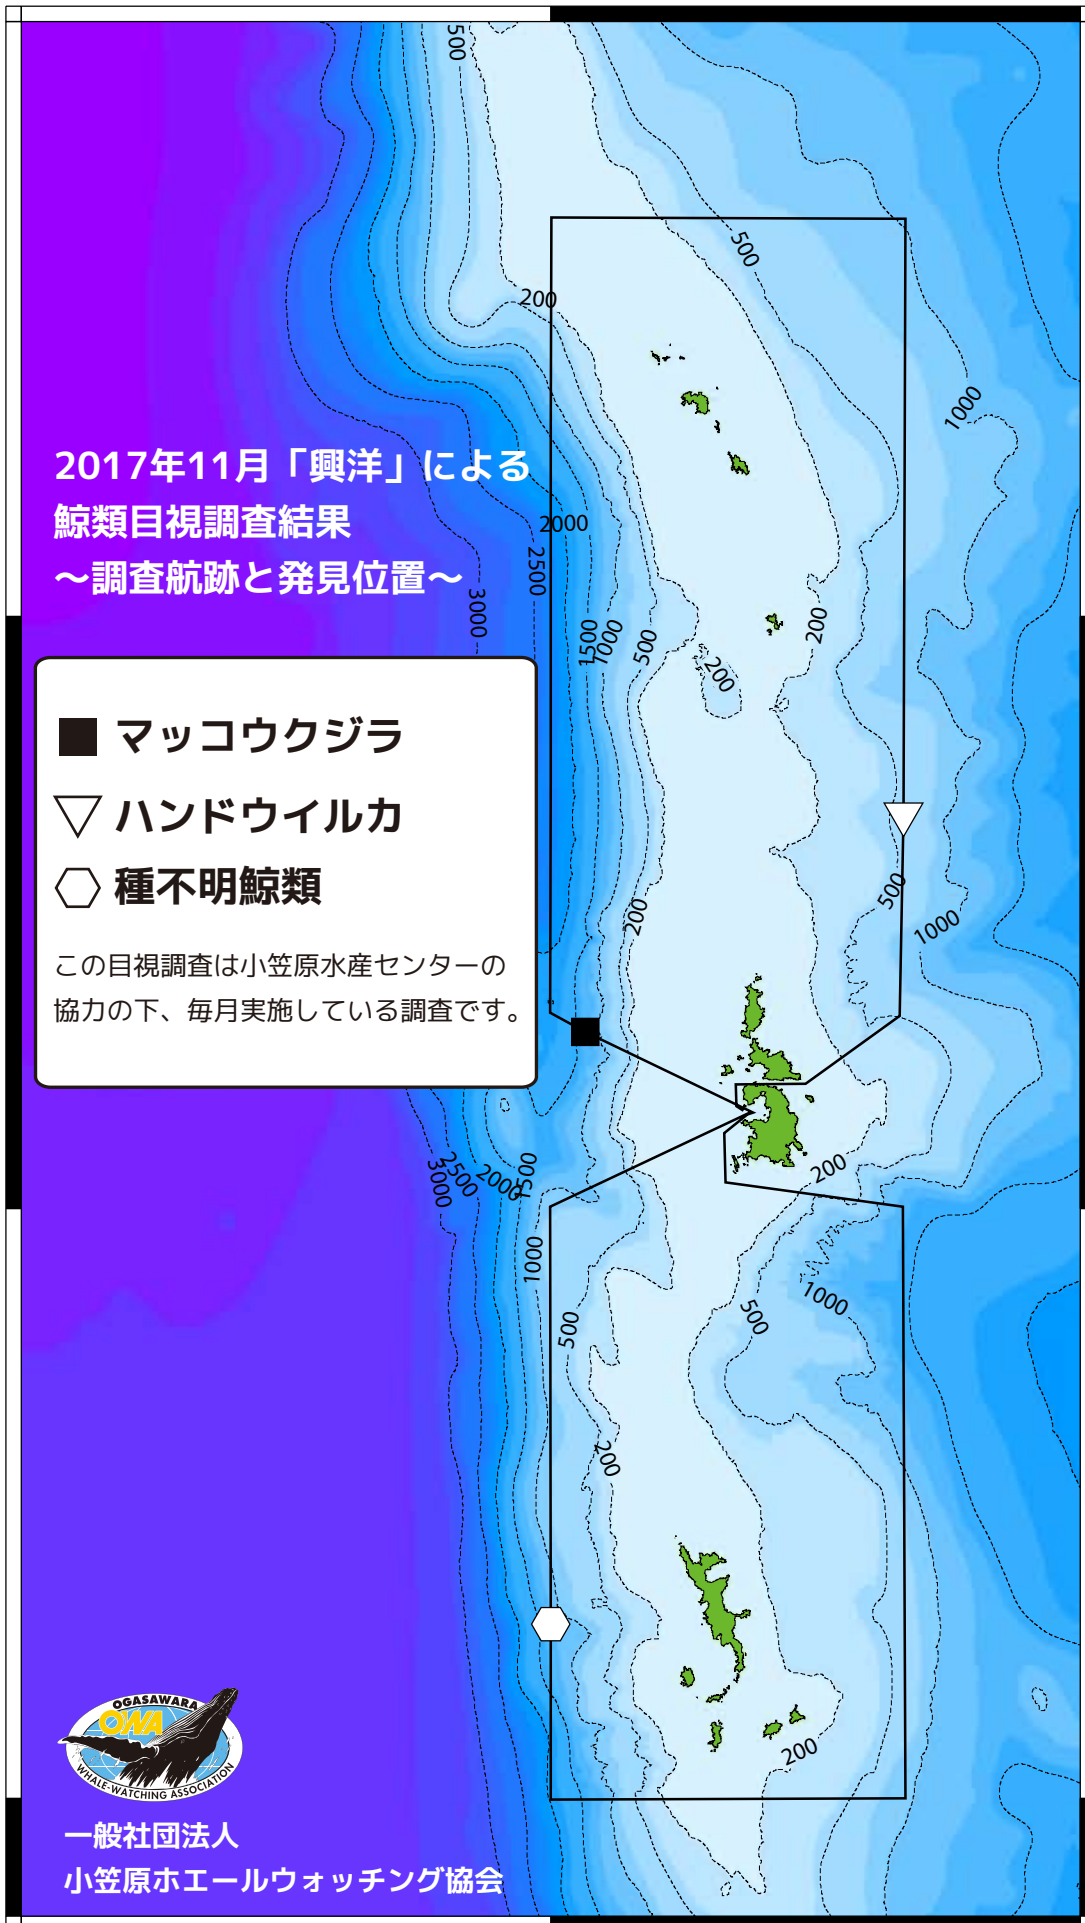 500
500
200
1000
2017年11月「興洋」による
鯨類目視調査結果
～調査航跡と発見位置～
2000
2500
3000
1500
1000
500
200
200
■ マッコウクジラ
▽ ハンドウイルカ
種不明鯨類
この目視調査は小笠原水産センターの
協力の下、毎月実施している調査です。
200
500
1000
3000
2500
2000
1500
200
1000
500
500
1000
200
200
OGASAWARA
OWA
WHALE-WATCHING ASSOCIATION
一般社団法人
小笠原ホエールウォッチング協会